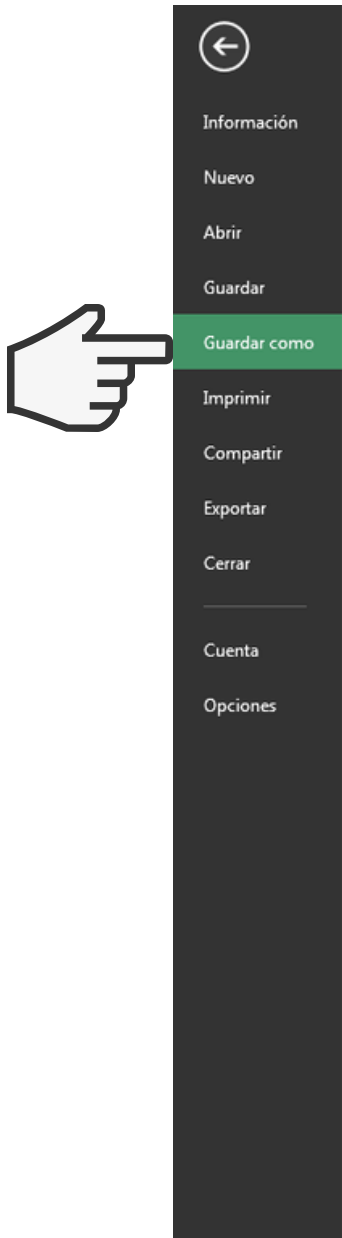 Información
Nuevo
Abrir
Guardar
Guardar como
Imprimir
Compartir
Exportar
Cerrar
Cuenta
Opciones